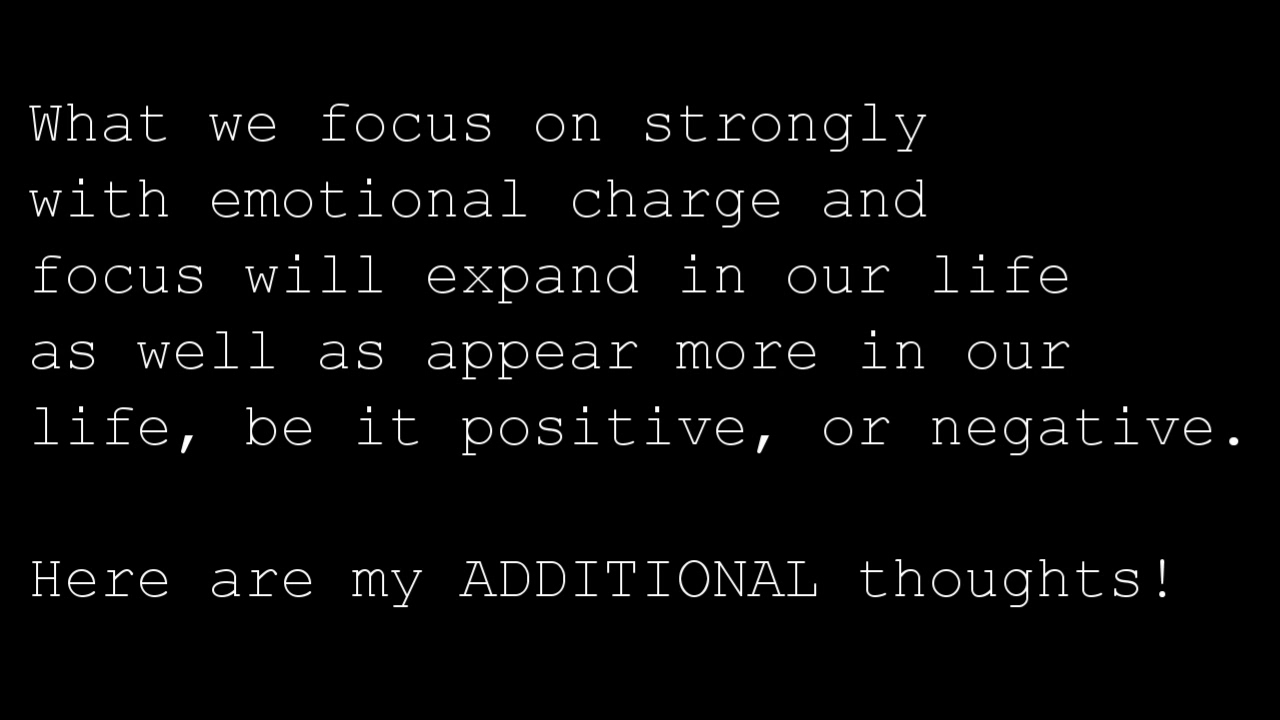 What we focus on strongly
with emotional charge and
focus will expand in our life
as well as appear more in our
life, be it positive, or negative.
Here are my ADDITIONAL thoughts!